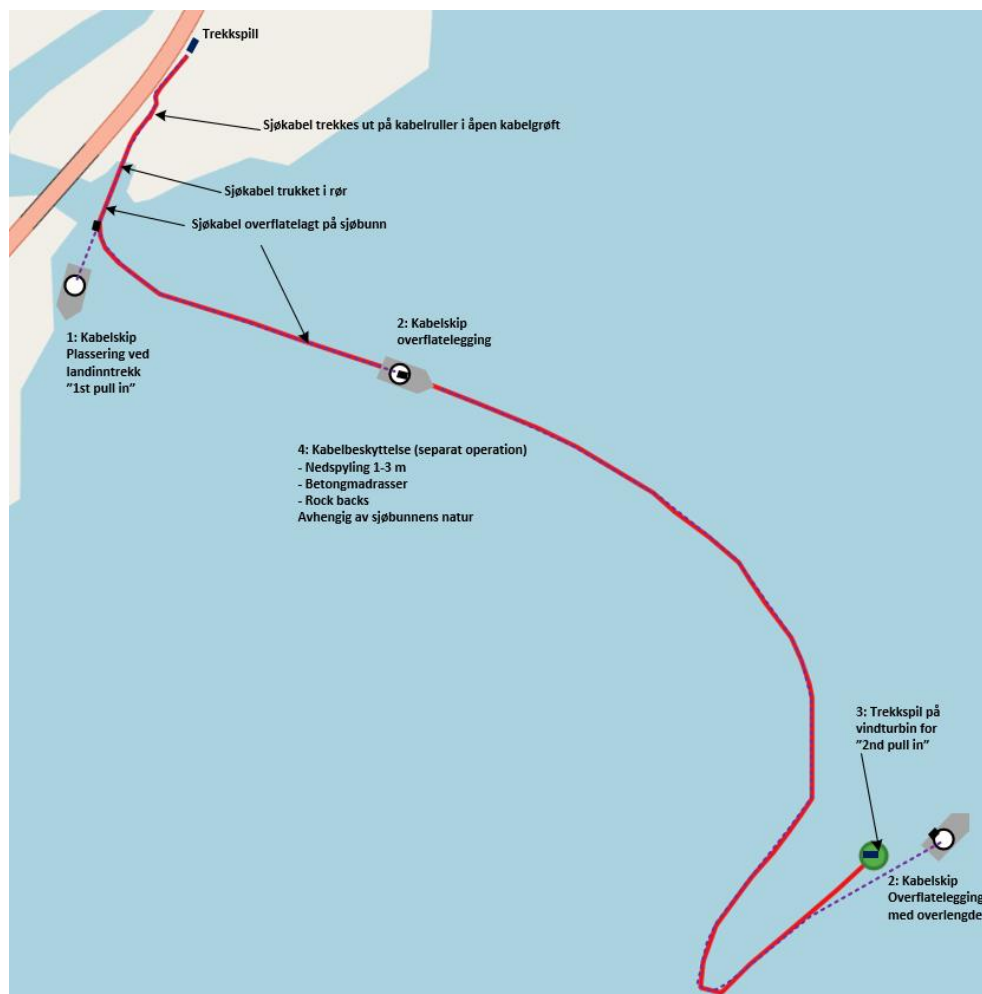 Trekkspill
Sjøkabel trekkes ut på kabelruller i åpen kabelgrøft
Sjøkabel trukket i rør
Sjøkabel overflatelagt på sjøbunn
1: Kabelskip
Plassering ved
landinntrekk
"1st pull in"
2: Kabelskip
overflatelegging
4: Kabelbeskyttelse (separat operation)
- Nedspyling 1-3 m
- Betongmadrasser
- Rock backs
Avhengig av sjøbunnens natur
3: Trekkspil på
vindturbin for
"2nd pull in"
2: Kabelskip
Overflatelegging
med overlengde